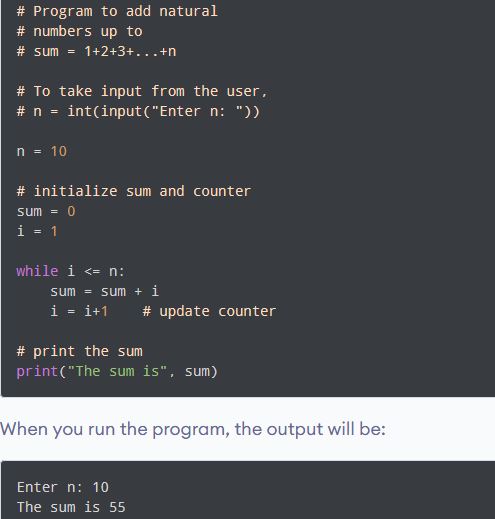 # Program to add natural
# numbers up to
# sum = 1+2+3+...+n

# To take input from the user,
# n = int(input("Enter n: "))

n = 10

# initialize sum and counter
sum = 0
i = 1

while i <= n:
    sum = sum + i
    i = i+1    # update counter

# print the sum
print("The sum is", sum)

When you run the program, the output will be:

Enter n: 10
The sum is 55